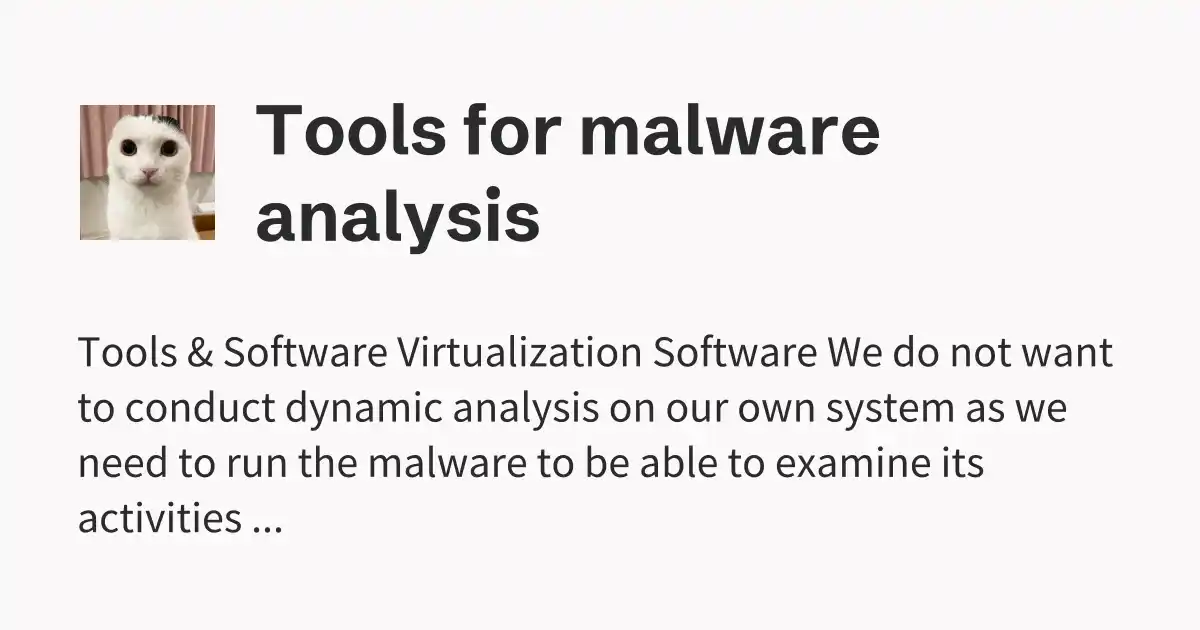 Tools for malware
analysis
Tools & Software Virtualization Software We do not want
to conduct dynamic analysis on our own system as we
need to run the malware to be able to examine its
activities ...